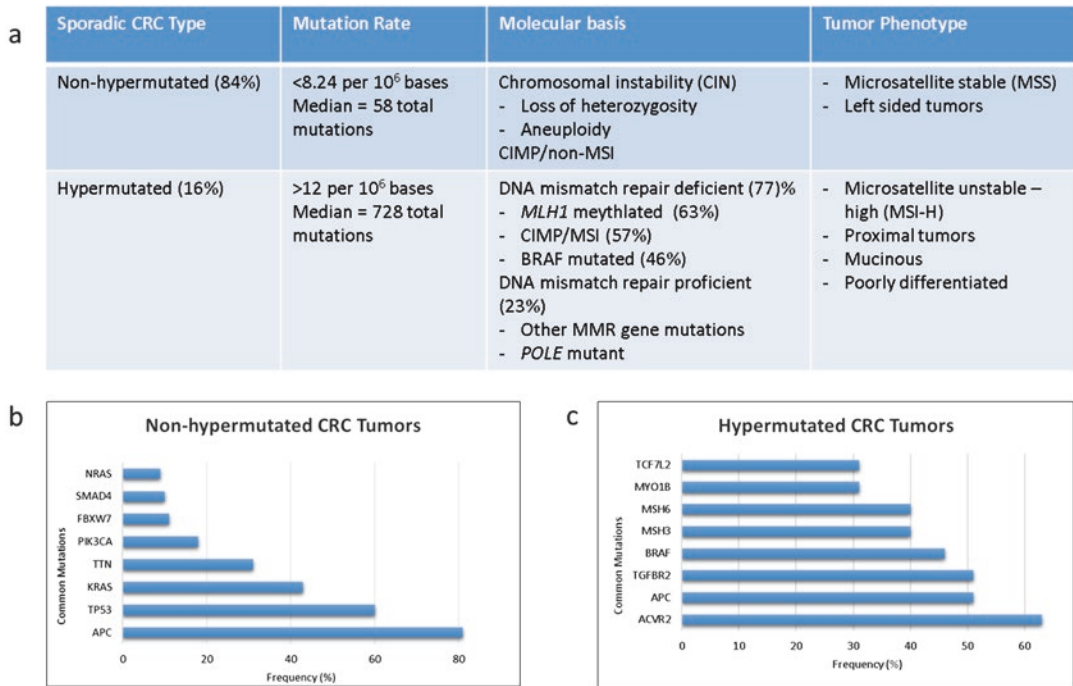 a
Sporadic CRC Type
Mutation Rate
Molecular basis
Tumor Phenotype
Non-hypermutated (84%)
<8.24 per 10⁶ bases
Median = 58 total
mutations
Chromosomal instability (CIN)
- Loss of heterozygosity
- Aneuploidy
CIMP/non-MSI
- Microsatellite stable (MSS)
- Left sided tumors
Hypermutated (16%)
>12 per 10⁶ bases
Median = 728 total
mutations
DNA mismatch repair deficient (77)%
- MLH1 meythlated (63%)
- CIMP/MSI (57%)
- BRAF mutated (46%)
DNA mismatch repair proficient
(23%)
- Other MMR gene mutations
- POLE mutant
- Microsatellite unstable –
high (MSI-H)
- Proximal tumors
- Mucinous
- Poorly differentiated
b
Non-hypermutated CRC Tumors
Common Mutations
NRAS
SMAD4
FBXW7
PIK3CA
TTN
KRAS
TP53
APC
0 20 40 60 80
Frequency (%)
c
Hypermutated CRC Tumors
Common Mutations
TCF7L2
MYO1B
MSH6
MSH3
BRAF
TGFBR2
APC
ACVR2
0 10 20 30 40 50 60
Frequency (%)